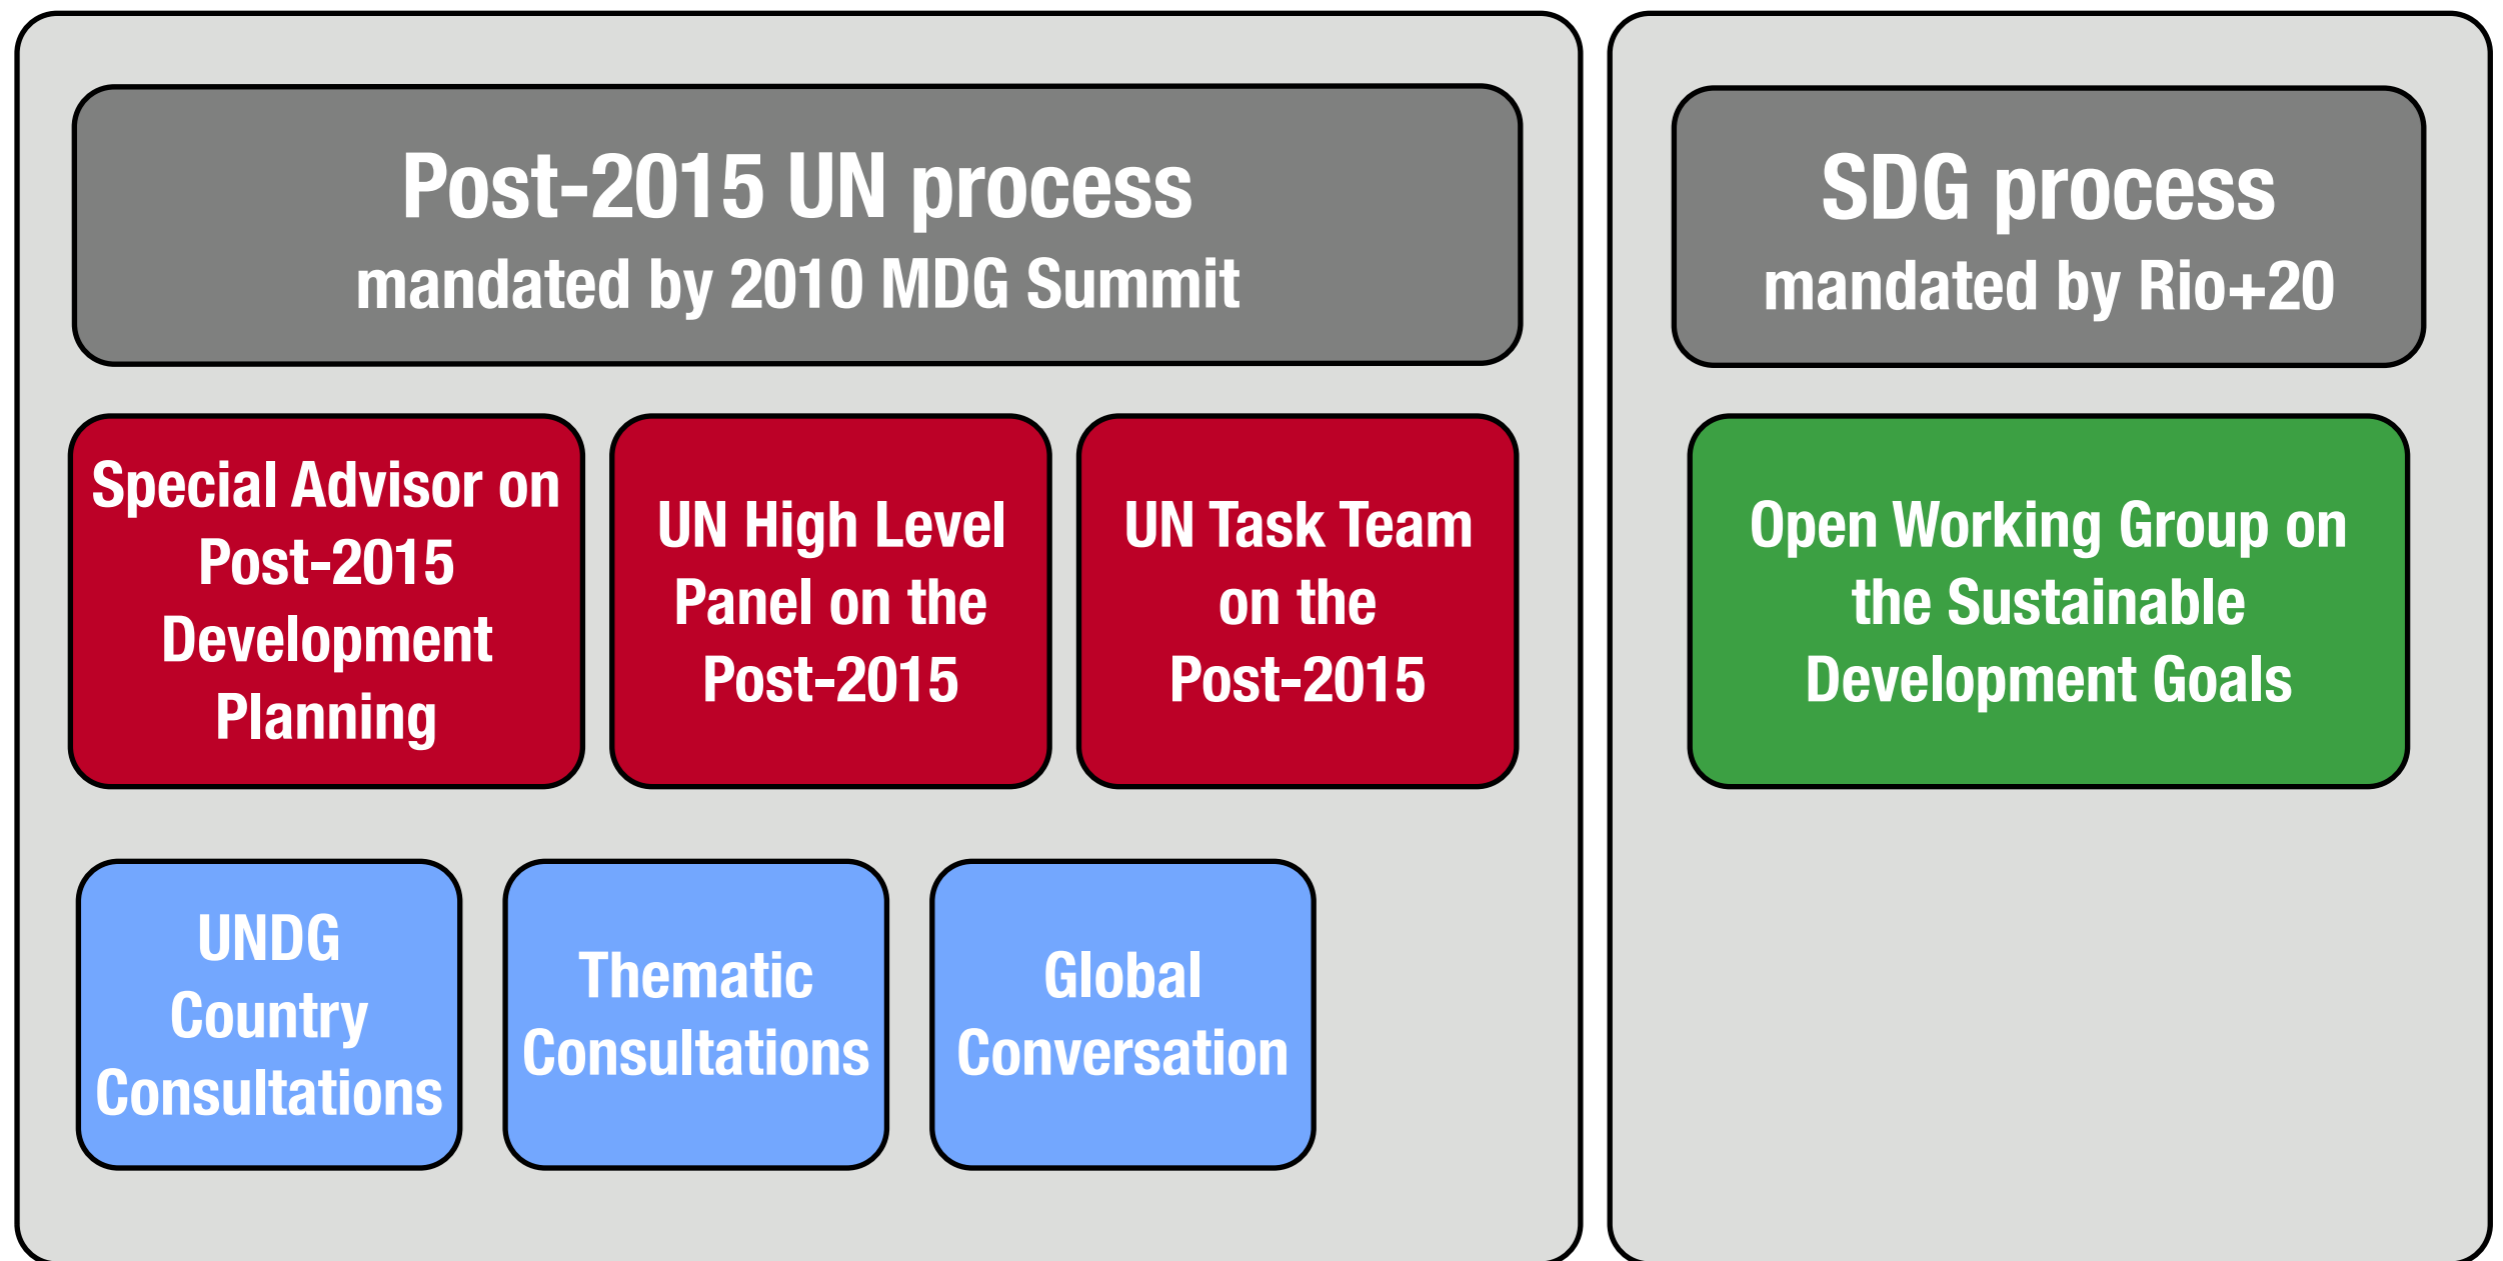 Post-2015 UN process
mandated by 2010 MDG Summit
SDG process
mandated by Rio+20
Special Advisor on
Post-2015
Development
Planning
UN High Level
Panel on the
Post-2015
UN Task Team
on the
Post-2015
Open Working Group on
the Sustainable
Development Goals
UNDG
Country
Consultations
Thematic
Consultations
Global
Conversation